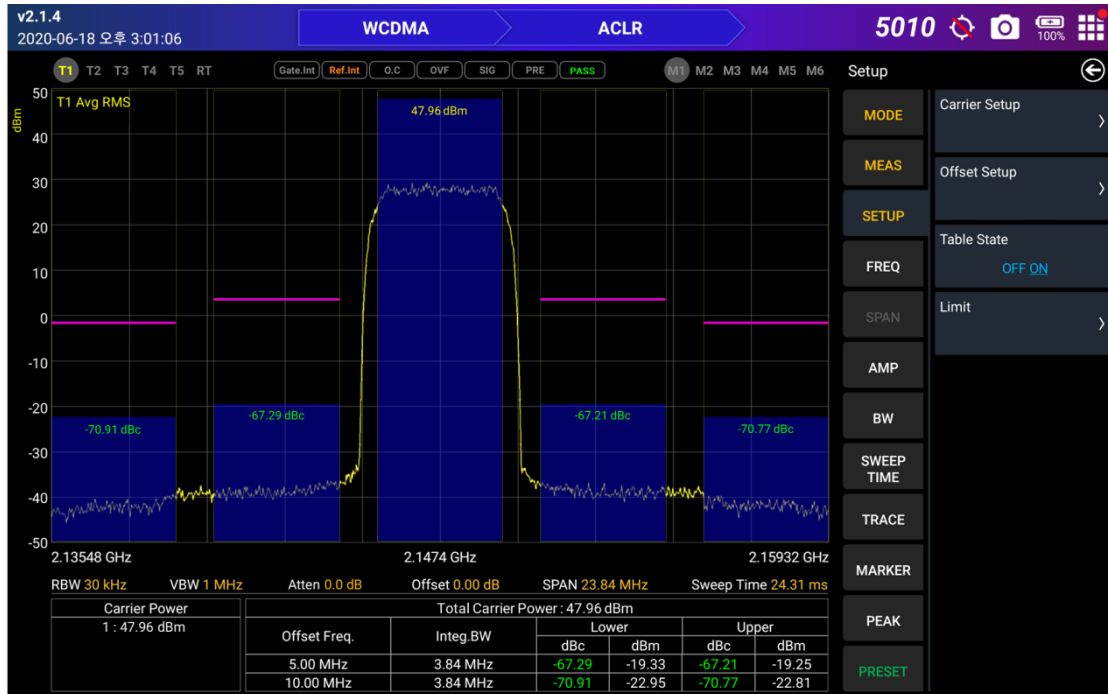 v2.1.4
2020-06-18 오후 3:01:06
WCDMA
ACLR
5010
100%
T1 T2 T3 T4 T5 RT
Gate.Int Ref.Int O.C OVF SIG PRE PASS
M1 M2 M3 M4 M5 M6
Setup
T1 Avg RMS
dBm
50
40
30
20
10
0
-10
-20
-30
-40
-50
47.96 dBm
-70.91 dBc
-67.29 dBc
-67.21 dBc
-70.77 dBc
2.13548 GHz 2.1474 GHz 2.15932 GHz
RBW 30 kHz VBW 1 MHz Atten 0.0 dB Offset 0.00 dB SPAN 23.84 MHz Sweep Time 24.31 ms
Carrier Power
1 : 47.96 dBm
Total Carrier Power : 47.96 dBm
Offset Freq. Integ.BW Lower Upper
dBc dBm dBc dBm
5.00 MHz 3.84 MHz -67.29 -19.33 -67.21 -19.25
10.00 MHz 3.84 MHz -70.91 -22.95 -70.77 -22.81
MODE
MEAS
SETUP
FREQ
SPAN
AMP
BW
SWEEP
TIME
TRACE
MARKER
PEAK
PRESET
Carrier Setup
Offset Setup
Table State
OFF ON
Limit